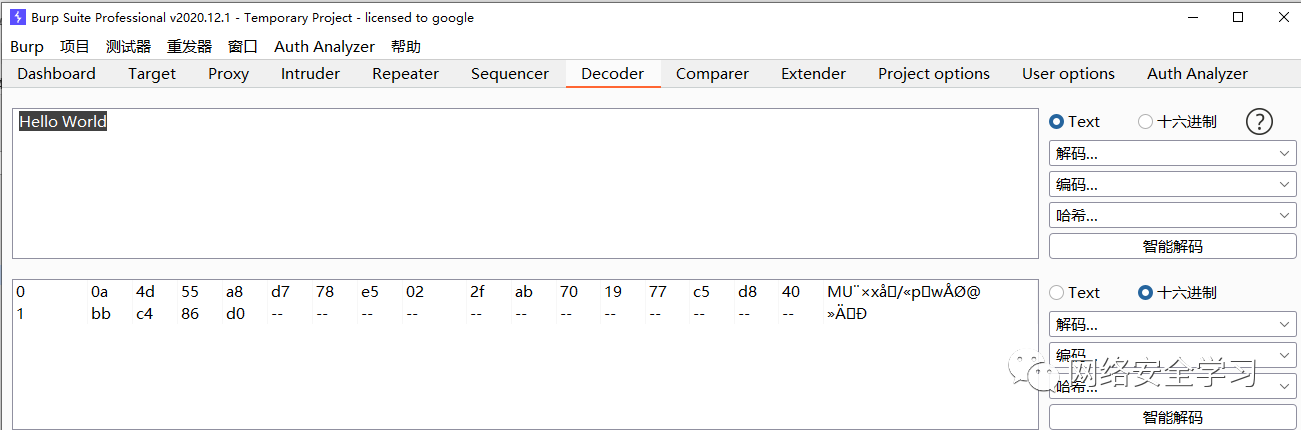 Burp Suite Professional v2020.12.1 - Temporary Project - licensed to google
Burp 项目 测试器 重发器 窗口 Auth Analyzer 帮助
Dashboard Target Proxy Intruder Repeater Sequencer Decoder Comparer Extender Project options User options Auth Analyzer
Hello World
Text 十六进制 ?
解码...
编码...
哈希...
智能解码
0 0a 4d 55 a8 d7 78 e5 02 2f ab 70 19 77 c5 d8 40 MU¨×xå▯/«p▯wÅØ@
1 bb c4 86 d0 -- -- -- -- -- -- -- -- -- -- -- -- »Ä▯Ð
Text 十六进制
解码...
编码...
哈希...
网络安全学习
智能解码